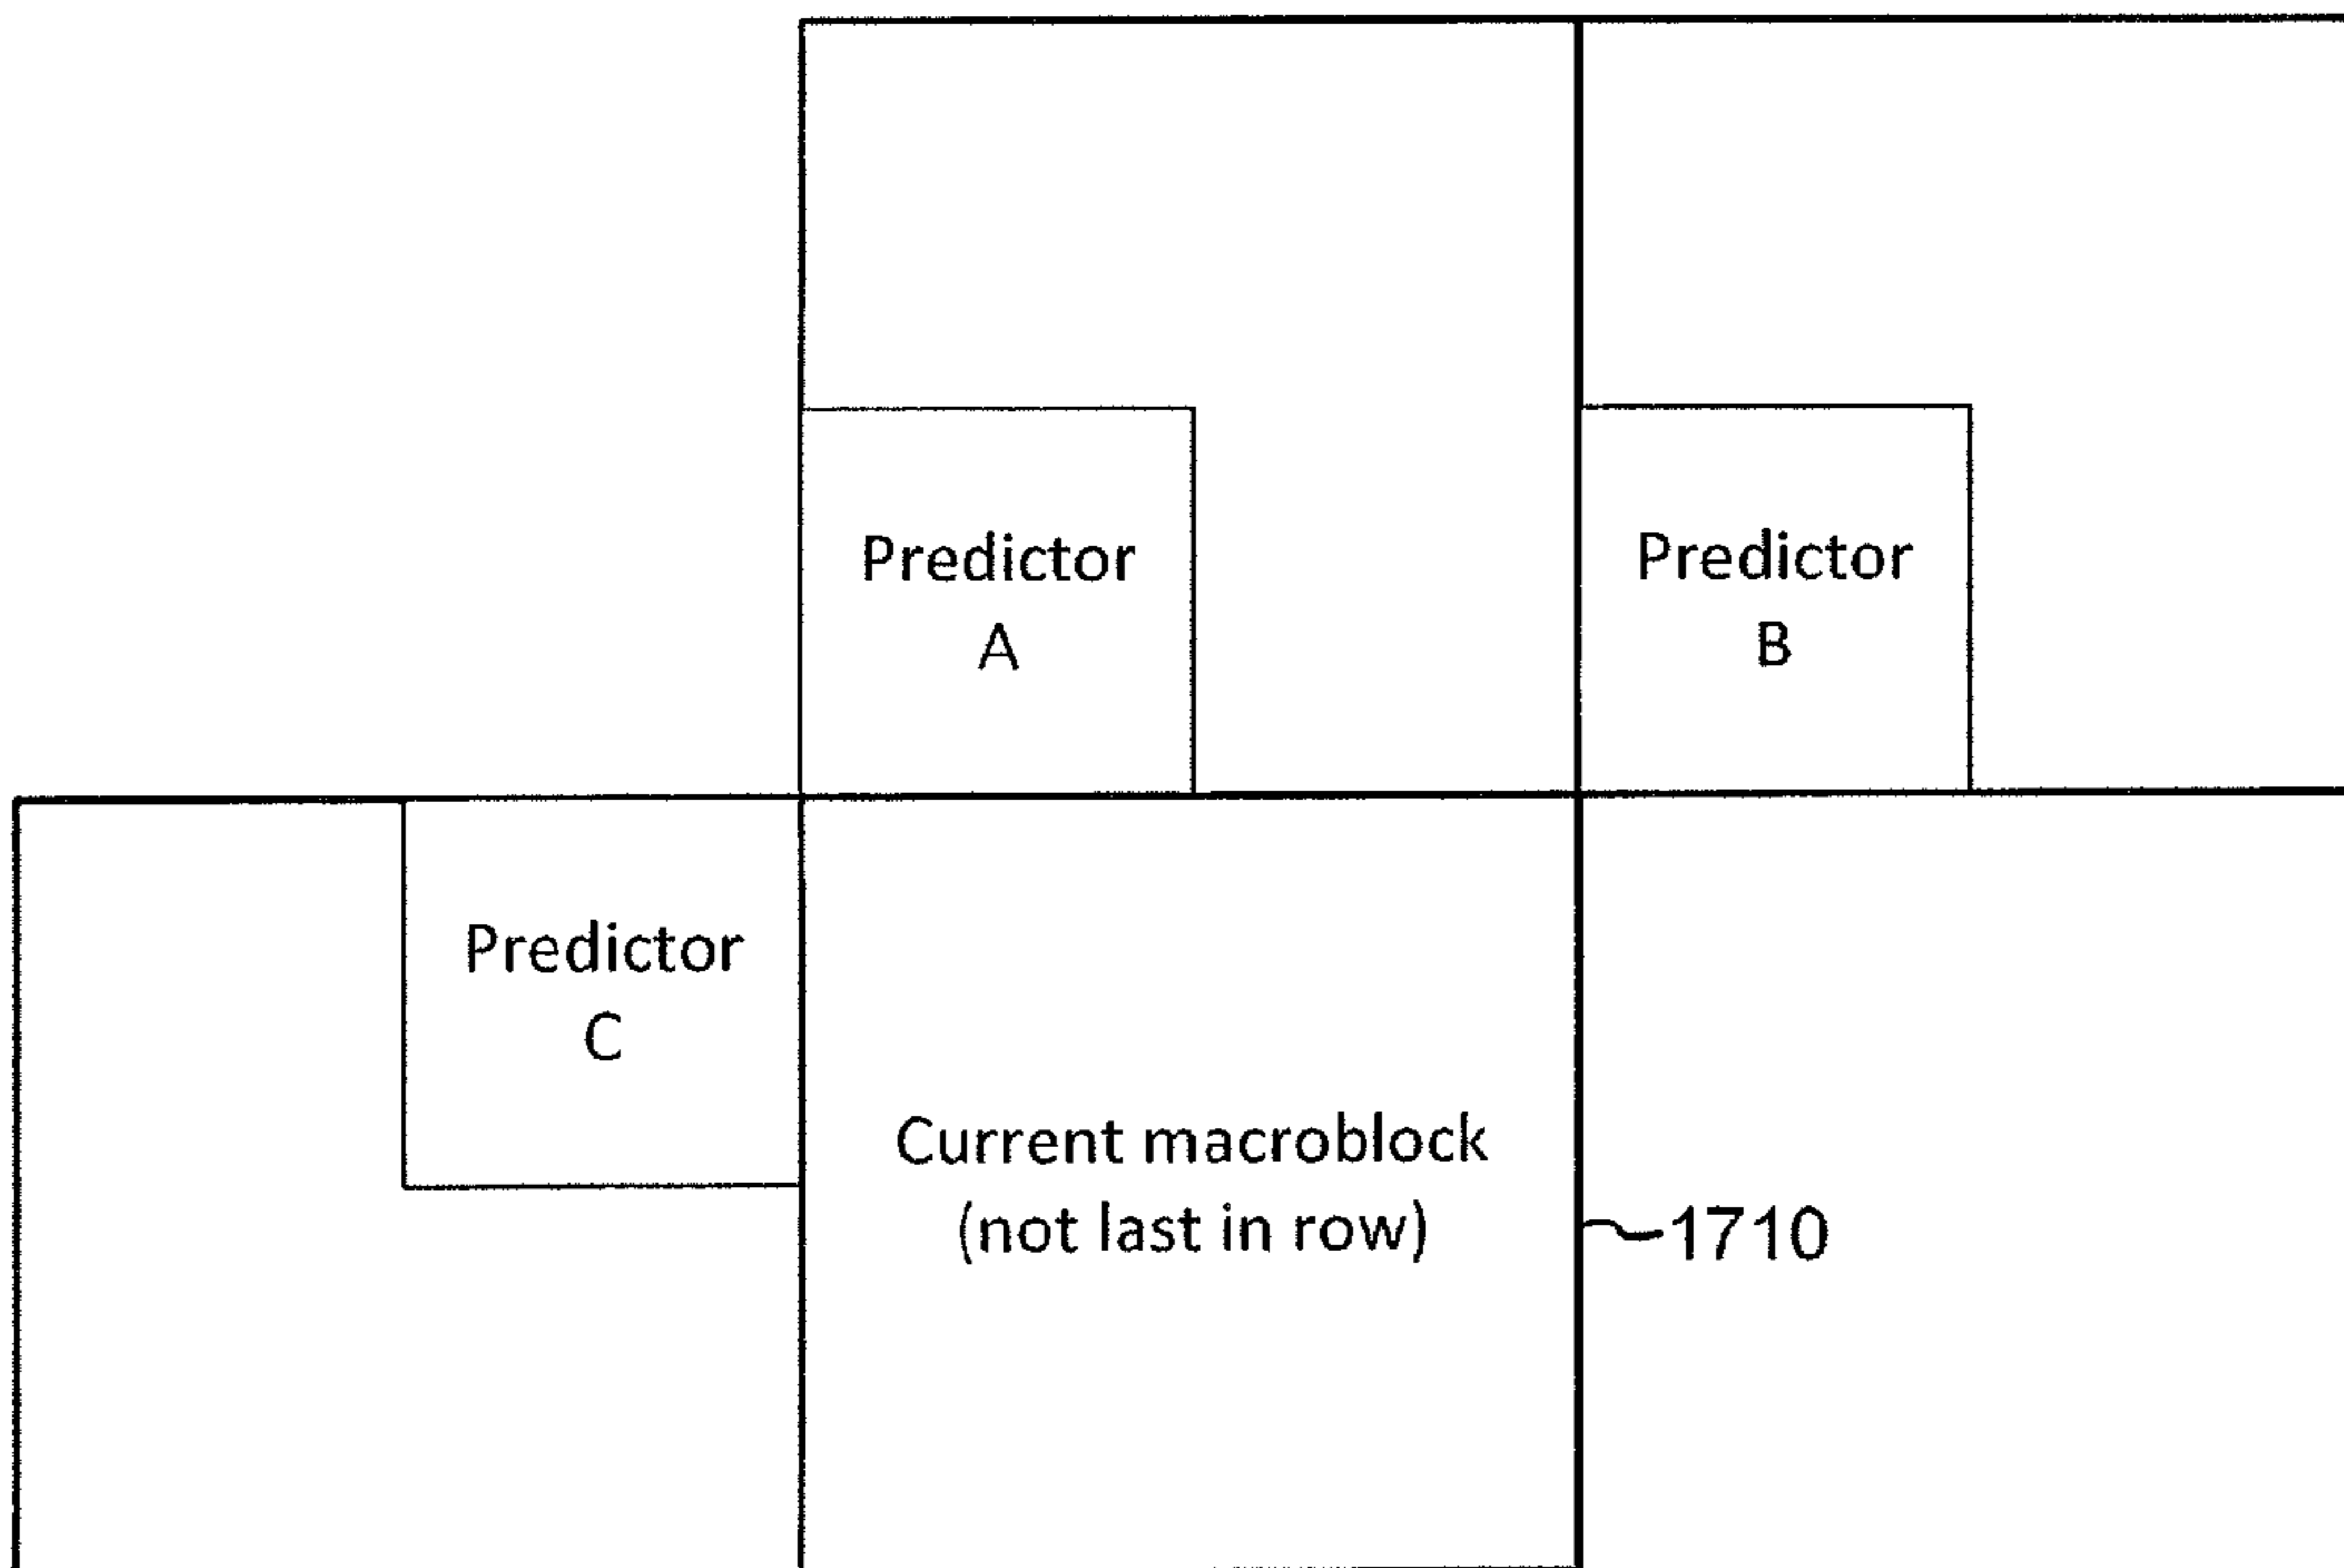 Predictor
A
Predictor
B
Predictor
C
Current macroblock
(not last in row)
1710